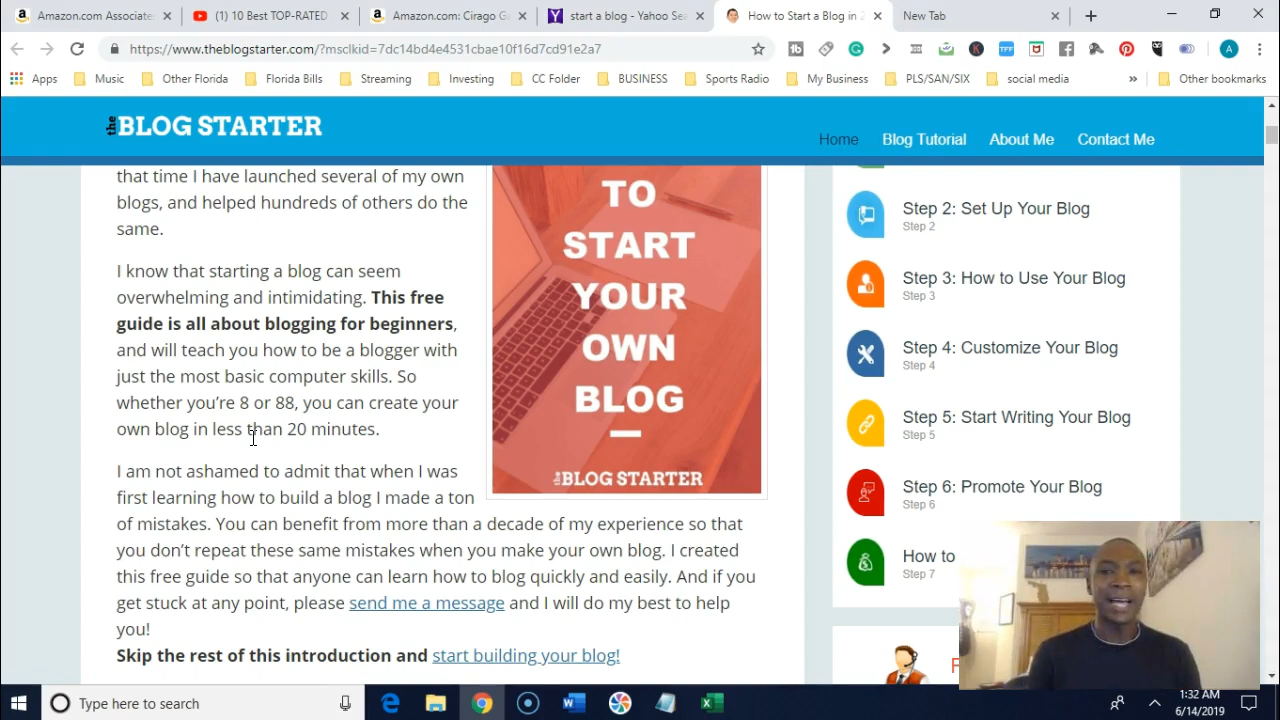 Amazon.com Associate
(1) 10 Best TOP-RATED
Amazon.com: Cirago G
start a blog - Yahoo Sea
How to Start a Blog in 2
New Tab
https://www.theblogstarter.com/?msclkid=7dc14bd4e4531cbae10f16d7cd91e2a7
Apps
Music
Other Florida
Florida Bills
Streaming
Investing
CC Folder
BUSINESS
Sports Radio
My Business
PLS/SAN/SIX
social media
Other bookmarks
the BLOG STARTER
Home
Blog Tutorial
About Me
Contact Me
that time I have launched several of my own
blogs, and helped hundreds of others do the
same.
I know that starting a blog can seem
overwhelming and intimidating. This free
guide is all about blogging for beginners,
and will teach you how to be a blogger with
just the most basic computer skills. So
whether you're 8 or 88, you can create your
own blog in less than 20 minutes.
I am not ashamed to admit that when I was
first learning how to build a blog I made a ton
of mistakes. You can benefit from more than a decade of my experience so that
you don't repeat these same mistakes when you make your own blog. I created
this free guide so that anyone can learn how to blog quickly and easily. And if you
get stuck at any point, please send me a message and I will do my best to help
you!
Skip the rest of this introduction and start building your blog!
TO
START
YOUR
OWN
BLOG
the BLOG STARTER
Step 2: Set Up Your Blog
Step 2
Step 3: How to Use Your Blog
Step 3
Step 4: Customize Your Blog
Step 4
Step 5: Start Writing Your Blog
Step 5
Step 6: Promote Your Blog
Step 6
How to
Step 7
Type here to search
1:32 AM
6/14/2019